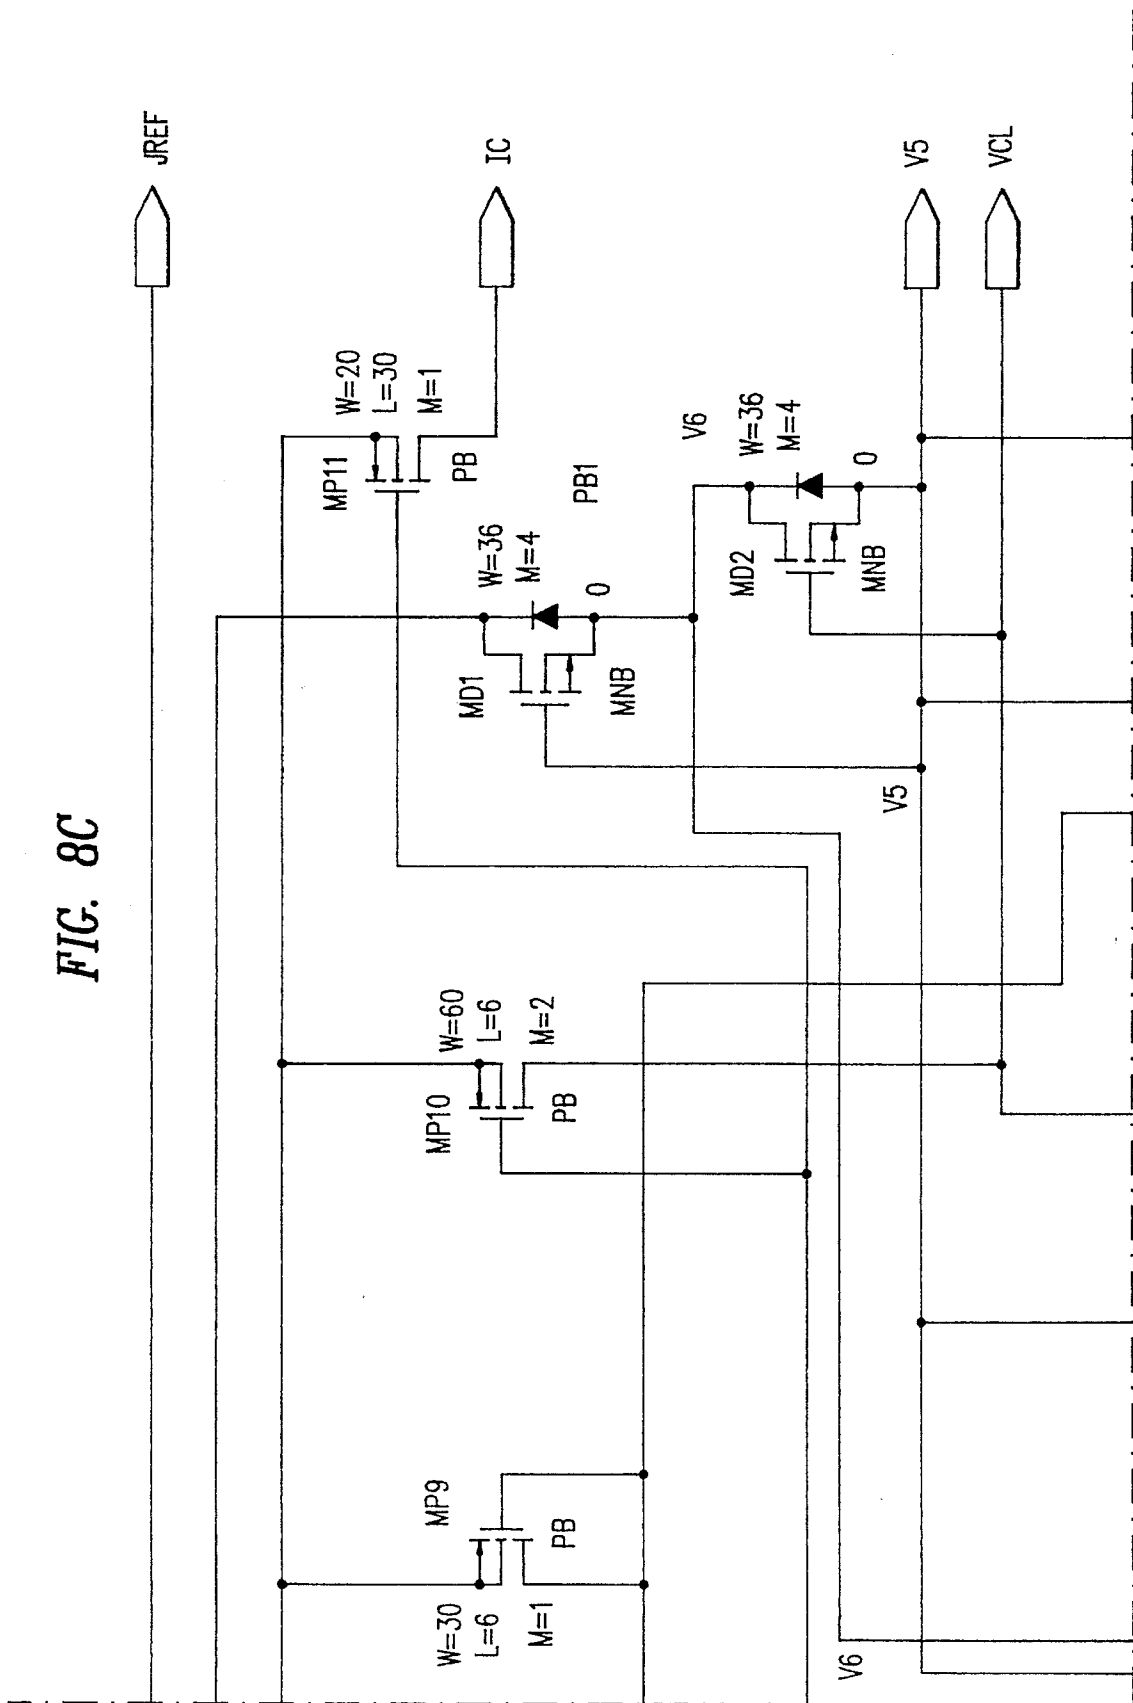 FIG. 8C
JREF
IC
V5
VCL
MP11
W=20
L=30
M=1
PB
PB1
W=36
M=4
MD1
MNB
0
V6
W=36
M=4
MD2
MNB
0
V5
MP10
W=60
L=6
M=2
PB
MP9
W=30
L=6
M=1
PB
V6